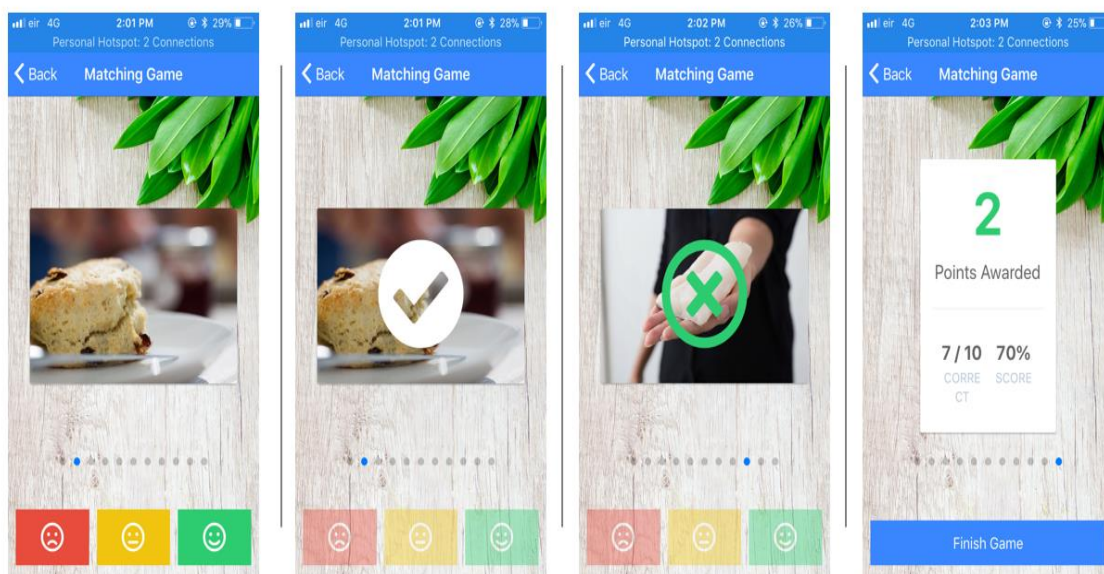 eir 4G 2:01 PM 29%
Personal Hotspot: 2 Connections
Back Matching Game
eir 4G 2:01 PM 28%
Personal Hotspot: 2 Connections
Back Matching Game
eir 4G 2:02 PM 26%
Personal Hotspot: 2 Connections
Back Matching Game
eir 4G 2:03 PM 25%
Personal Hotspot: 2 Connections
Back Matching Game
2
Points Awarded
7 / 10 70%
CORRE SCORE
CT
Finish Game